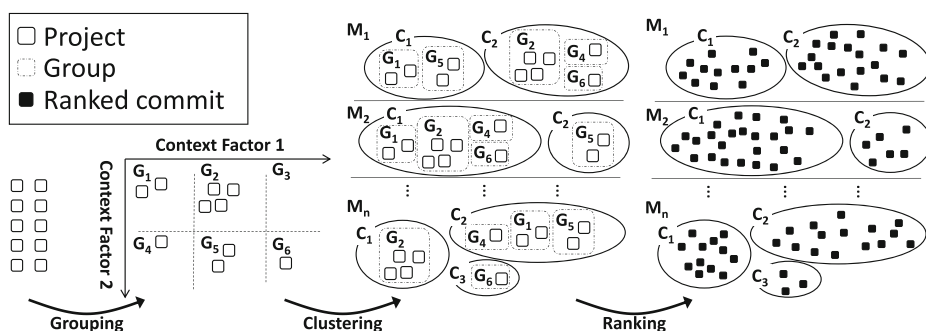 Project
Group
Ranked commit
Context Factor 1
Context Factor 2
G1
G2
G3
G4
G5
G6
M1
C1
G1
G5
C2
G2
G4
G6
M2
C1
G1
G2
G4
G6
C2
G5
...
...
...
Mn
C1
G2
C2
G4
G1
G5
C3
G6
M1
C1
C2
M2
C1
C2
...
...
...
Mn
C1
C2
C3
Grouping
Clustering
Ranking